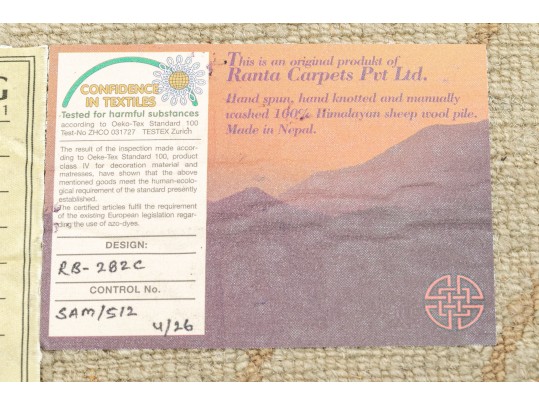 G
1
CONFIDENCE
IN TEXTILES
Tested for harmful substances
according to Oeko-Tex Standard 100
Test-No ZHCO 031727 TESTEX Zurich
The result of the inspection made accor-
ding to Oeke-Tex Standard 100, product
class IV for decoration material and
matresses, have shown that the above
mentioned goods meet the human-ecolo-
gical requirement of the standard presently
established.
The certified articles fulfil the requirement
of the existing European legislation regar-
ding the use of azo-dyes.
DESIGN:
RB-282C
CONTROL No.
SAM/512
4/26
This is an original produkt of
Ranta Carpets Pvt Ltd.
Hand spun, hand knotted and manually
washed 100% Himalayan sheep wool pile.
Made in Nepal.